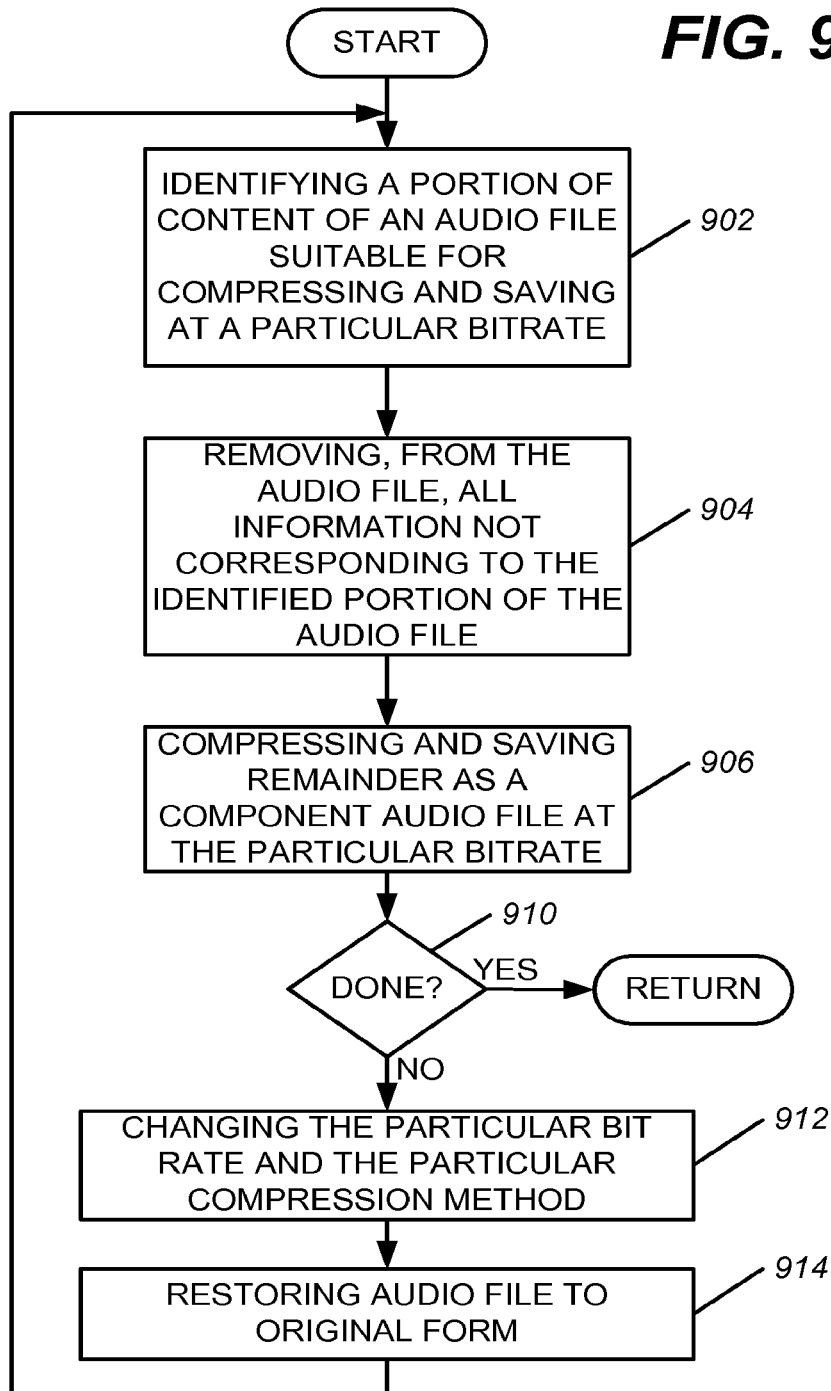 START
FIG. 9
IDENTIFYING A PORTION OF
CONTENT OF AN AUDIO FILE
SUITABLE FOR
COMPRESSING AND SAVING
AT A PARTICULAR BITRATE
902
REMOVING, FROM THE
AUDIO FILE, ALL
INFORMATION NOT
CORRESPONDING TO THE
IDENTIFIED PORTION OF THE
AUDIO FILE
904
COMPRESSING AND SAVING
REMAINDER AS A
COMPONENT AUDIO FILE AT
THE PARTICULAR BITRATE
906
910
DONE?
YES
RETURN
NO
CHANGING THE PARTICULAR BIT
RATE AND THE PARTICULAR
COMPRESSION METHOD
912
RESTORING AUDIO FILE TO
ORIGINAL FORM
914